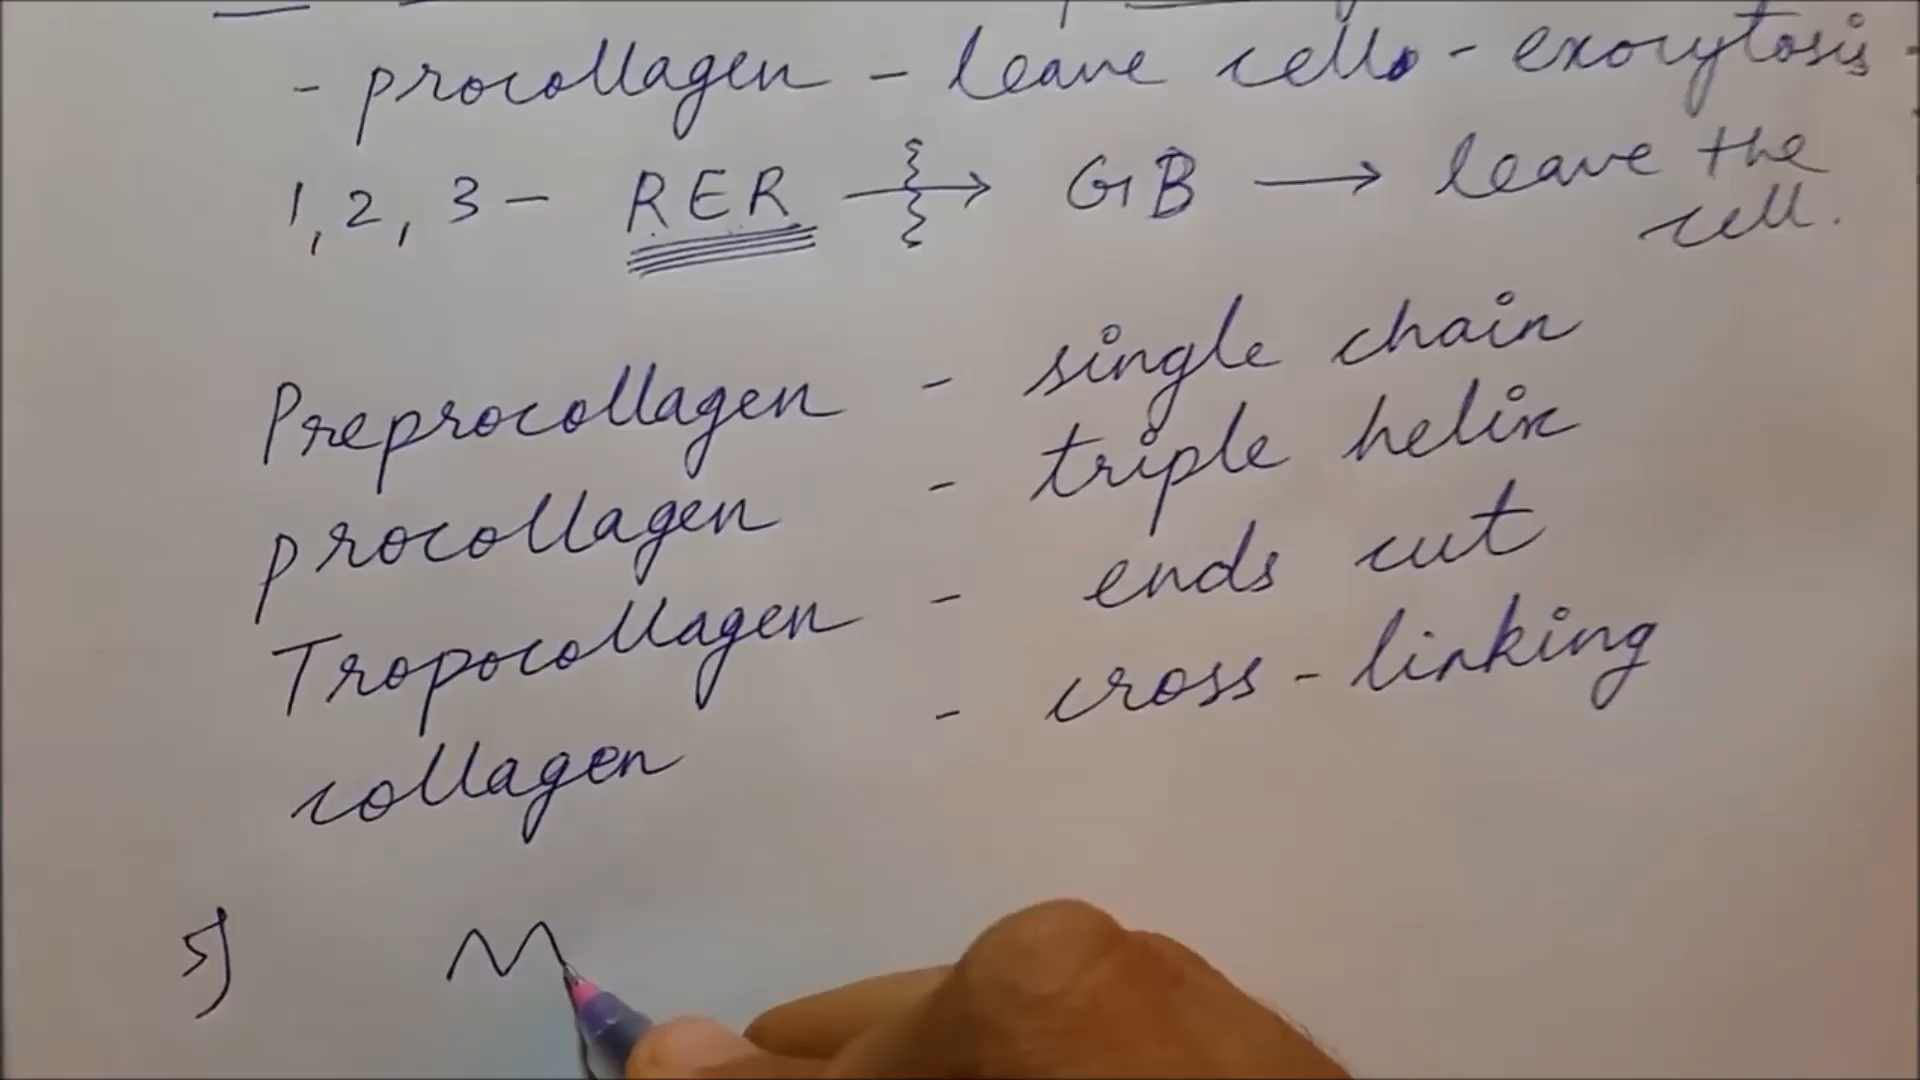 - procollagen - leave cell - exocytosis -
1, 2, 3 - RER → GB → leave the cell.
Preprocollagen - single chain
procollagen - triple helix
Tropocollagen - ends cut
collagen - cross-linking
5)